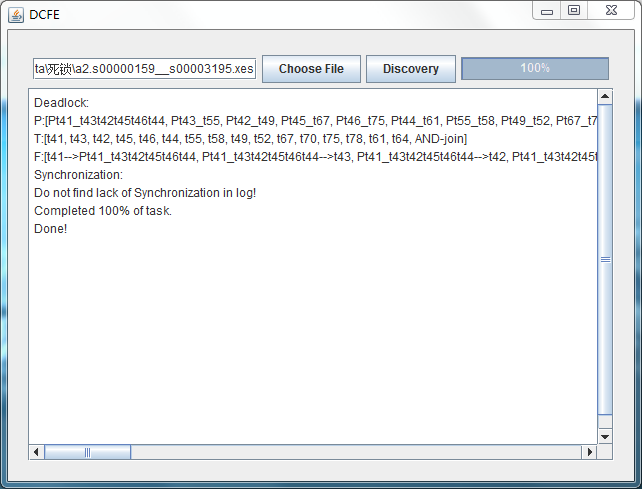 DCFE
ta\死锁\a2.s00000159__s00003195.xes Choose File Discovery 100%
Deadlock:
P:[Pt41_t43t42t45t46t44, Pt43_t55, Pt42_t49, Pt45_t67, Pt46_t75, Pt44_t61, Pt55_t58, Pt49_t52, Pt67_t7
T:[t41, t43, t42, t45, t46, t44, t55, t58, t49, t52, t67, t70, t75, t78, t61, t64, AND-join]
F:[t41-->Pt41_t43t42t45t46t44, Pt41_t43t42t45t46t44-->t43, Pt41_t43t42t45t46t44-->t42, Pt41_t43t42t45t
Synchronization:
Do not find lack of Synchronization in log!
Completed 100% of task.
Done!